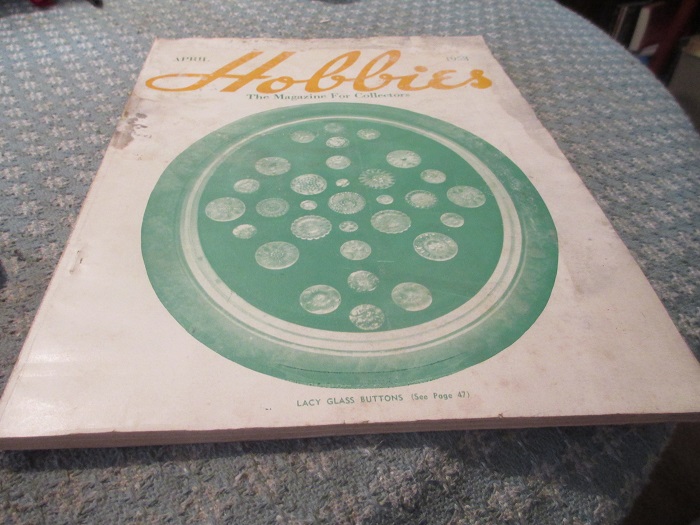 APRIL
Hobbies
The Magazine For Collectors
LACY GLASS BUTTONS (See Page 47)